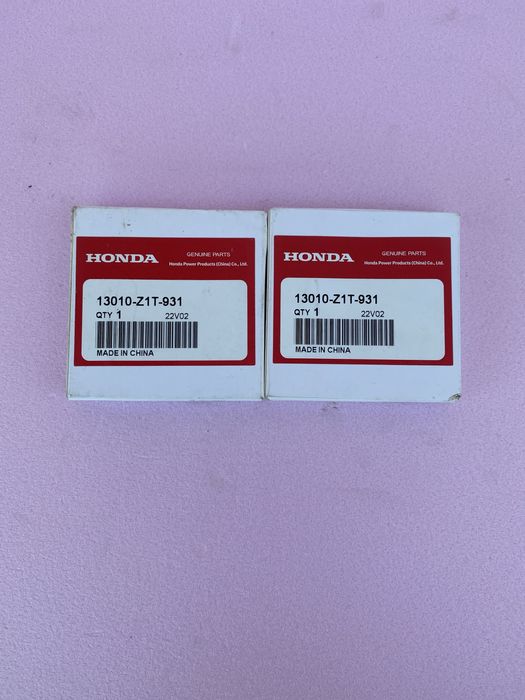 HONDA
GENUINE PARTS
Honda Power Products (China) Co., Ltd.
13010-Z1T-931
QTY 1
22V02
MADE IN CHINA
HONDA
GENUINE PARTS
Honda Power Products (China) Co., Ltd.
13010-Z1T-931
QTY 1
22V02
MADE IN CHINA